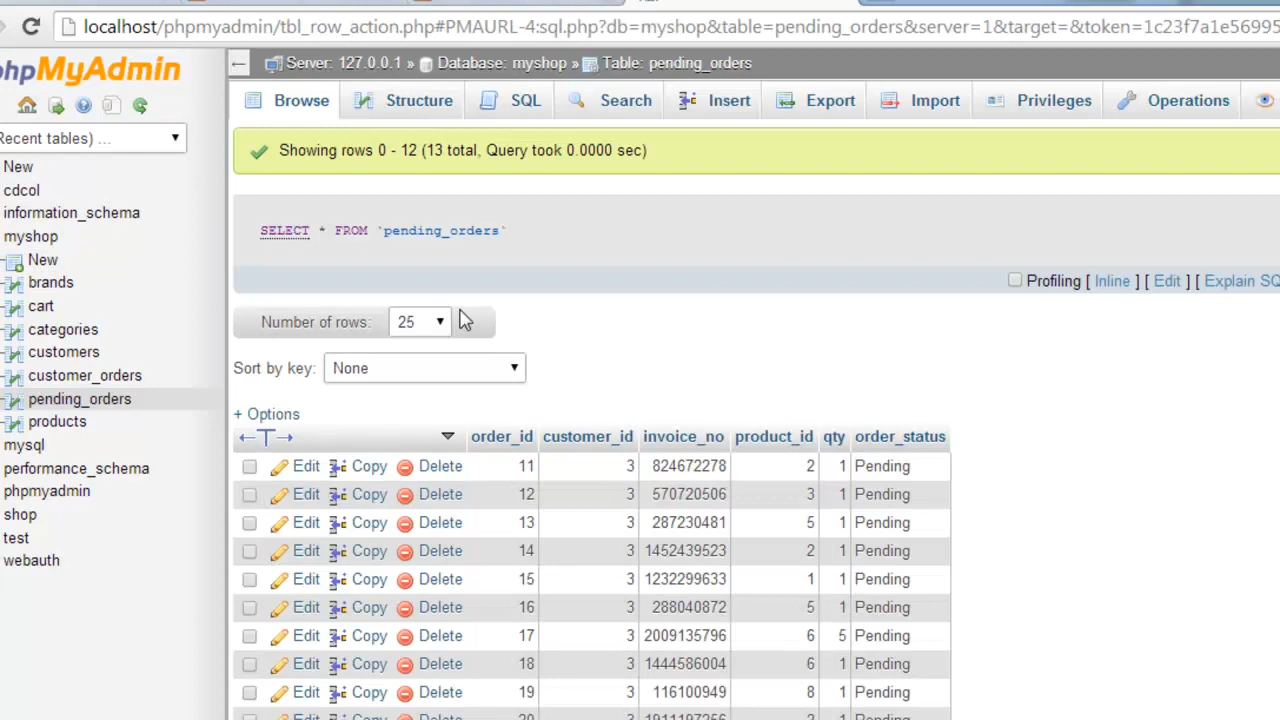 localhost/phpmyadmin/tbl_row_action.php#PMAURL-4:sql.php?db=myshop&table=pending_orders&server=1&target=&token=1c23f7a1e56995
phpMyAdmin
Recent tables) ...
New
cdcol
information_schema
myshop
New
brands
cart
categories
customers
customer_orders
pending_orders
products
mysql
performance_schema
phpmyadmin
shop
test
webauth
Server: 127.0.0.1 » Database: myshop » Table: pending_orders
Browse Structure SQL Search Insert Export Import Privileges Operations
Showing rows 0 - 12 (13 total, Query took 0.0000 sec)
SELECT * FROM `pending_orders`
Profiling [ Inline ] [ Edit ] [ Explain SQ
Number of rows: 25
Sort by key: None
+ Options
←T→ order_id customer_id invoice_no product_id qty order_status
Edit Copy Delete 11 3 824672278 2 1 Pending
Edit Copy Delete 12 3 570720506 3 1 Pending
Edit Copy Delete 13 3 287230481 5 1 Pending
Edit Copy Delete 14 3 1452439523 2 1 Pending
Edit Copy Delete 15 3 1232299633 1 1 Pending
Edit Copy Delete 16 3 288040872 5 1 Pending
Edit Copy Delete 17 3 2009135796 6 5 Pending
Edit Copy Delete 18 3 1444586004 6 1 Pending
Edit Copy Delete 19 3 116100949 8 1 Pending
Edit Copy Delete 20 3 1911197256 2 1 Pending